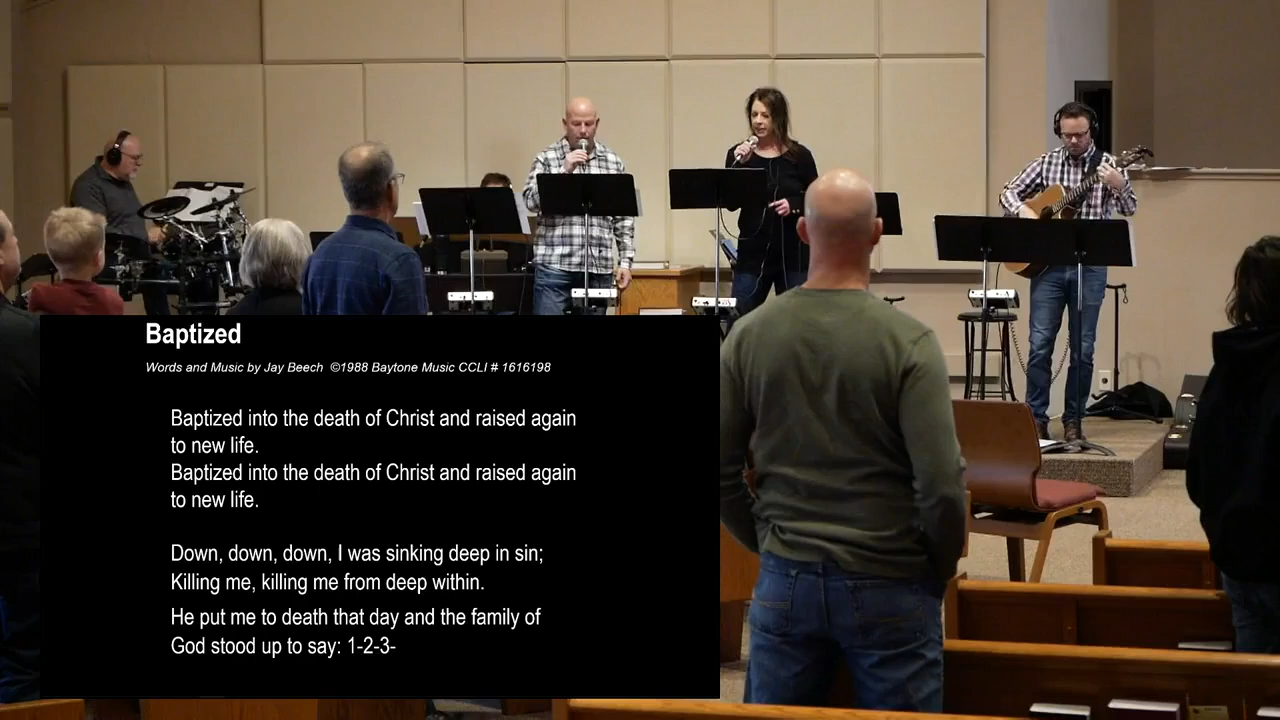 Baptized
Words and Music by Jay Beech ©1988 Baytone Music CCLI # 1616198
Baptized into the death of Christ and raised again
to new life.
Baptized into the death of Christ and raised again
to new life.
Down, down, down, I was sinking deep in sin;
Killing me, killing me from deep within.
He put me to death that day and the family of
God stood up to say: 1-2-3-